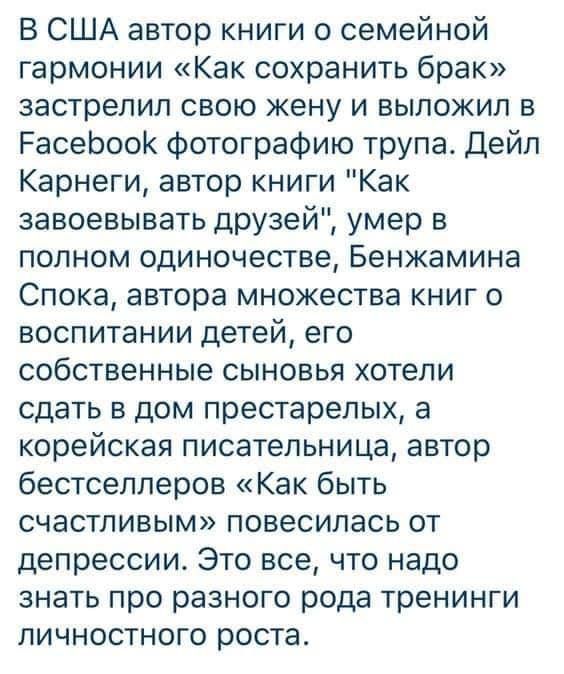 В США автор книги о семейной
гармонии «Как сохранить брак»
застрелил свою жену и выложил в
Facebook фотографию трупа. Дейл
Карнеги, автор книги "Как
завоевывать друзей", умер в
полном одиночестве, Бенжамина
Спока, автора множества книг о
воспитании детей, его
собственные сыновья хотели
сдать в дом престарелых, а
корейская писательница, автор
бестселлеров «Как быть
счастливым» повесилась от
депрессии. Это все, что надо
знать про разного рода тренинги
личностного роста.